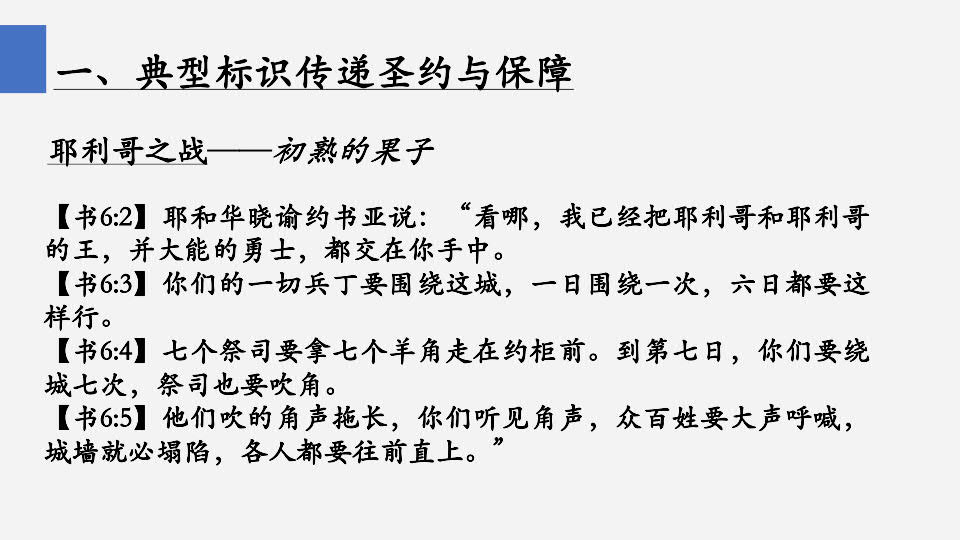 一、典型标识传递圣约与保障
耶利哥之战——初熟的果子
【书6:2】耶和华晓谕约书亚说：“看哪，我已经把耶利哥和耶利哥
的王，并大能的勇士，都交在你手中。
【书6:3】你们的一切兵丁要围绕这城，一日围绕一次，六日都要这
样行。
【书6:4】七个祭司要拿七个羊角走在约柜前。到第七日，你们要绕
城七次，祭司也要吹角。
【书6:5】他们吹的角声拖长，你们听见角声，众百姓要大声呼喊，
城墙就必塌陷，各人都要往前直上。”